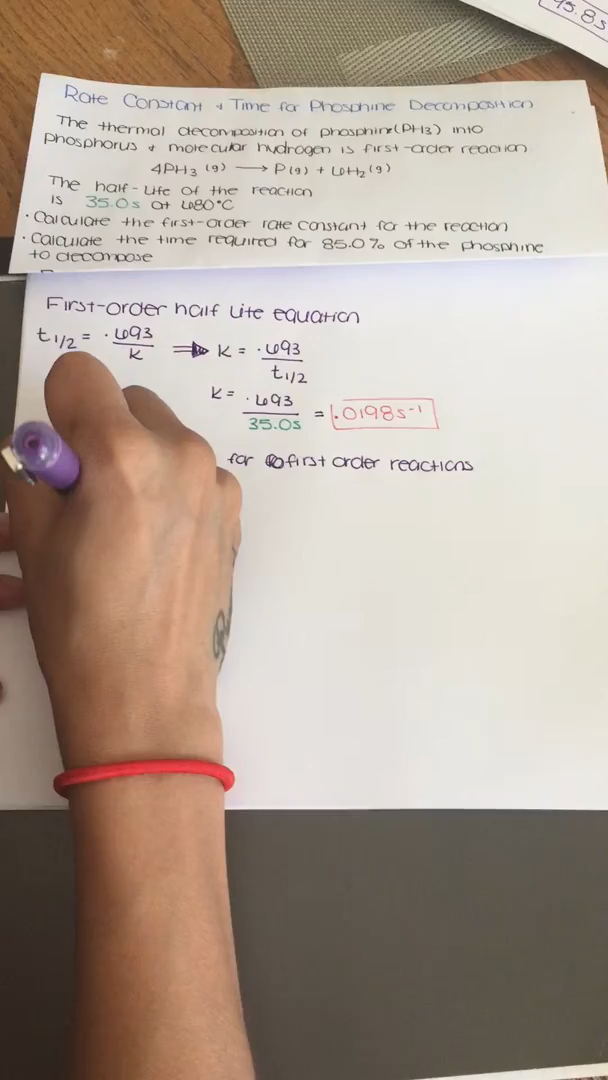 95.8s
Rate Constant + Time for Phosphine Decomposition
The thermal decomposition of phosphine(PH3) into
phosphorus + molecular hydrogen is first-order reaction
4PH3 (g) → P(g) + 6H2(g)
The half-life of the reaction
is 35.0s at 680°C
· Calculate the first-order rate constant for the reaction
· Calculate the time required for 85.0% of the phosphine
to decompose
First-order half life equation
t1/2 = .693/k ⇒ k = .693/t1/2
k = .693/35.0s = .0198s⁻¹
for first order reactions